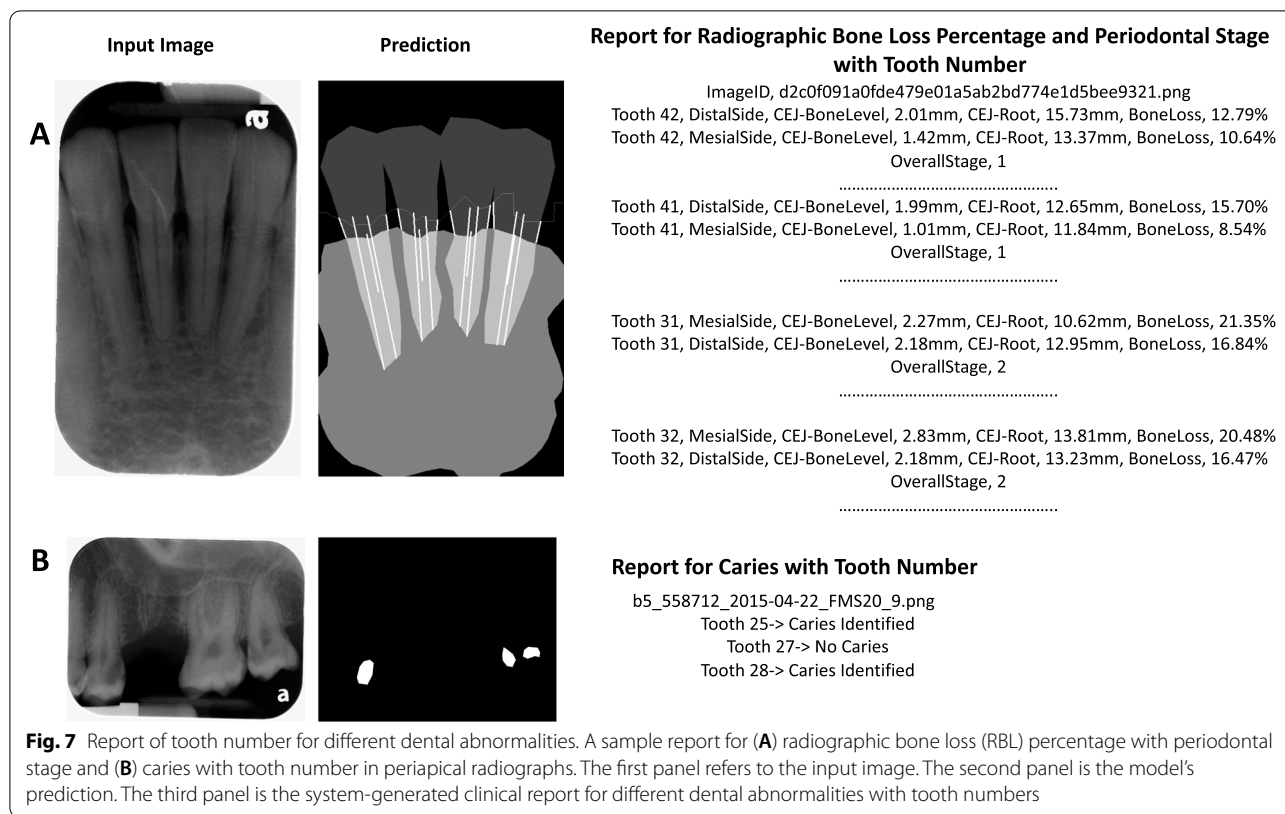 Input Image
Prediction
Report for Radiographic Bone Loss Percentage and Periodontal Stage
with Tooth Number
ImageID, d2c0f091a0fde479e01a5ab2bd774e1d5bee9321.png
A
a
Tooth 42, DistalSide, CEJ-BoneLevel, 2.01mm, CEJ-Root, 15.73mm, BoneLoss, 12.79%
Tooth 42, MesialSide, CEJ-BoneLevel, 1.42mm, CEJ-Root, 13.37mm, BoneLoss, 10.64%
OverallStage, 1
…………………………………………..
Tooth 41, DistalSide, CEJ-BoneLevel, 1.99mm, CEJ-Root, 12.65mm, BoneLoss, 15.70%
Tooth 41, MesialSide, CEJ-BoneLevel, 1.01mm, CEJ-Root, 11.84mm, BoneLoss, 8.54%
OverallStage, 1
…………………………………………..
Tooth 31, MesialSide, CEJ-BoneLevel, 2.27mm, CEJ-Root, 10.62mm, BoneLoss, 21.35%
Tooth 31, DistalSide, CEJ-BoneLevel, 2.18mm, CEJ-Root, 12.95mm, BoneLoss, 16.84%
OverallStage, 2
…………………………………………..
Tooth 32, MesialSide, CEJ-BoneLevel, 2.83mm, CEJ-Root, 13.81mm, BoneLoss, 20.48%
Tooth 32, DistalSide, CEJ-BoneLevel, 2.18mm, CEJ-Root, 13.23mm, BoneLoss, 16.47%
OverallStage, 2
…………………………………………..
B
a
Report for Caries with Tooth Number
b5_558712_2015-04-22_FMS20_9.png
Tooth 25-> Caries Identified
Tooth 27-> No Caries
Tooth 28-> Caries Identified
Fig. 7 Report of tooth number for different dental abnormalities. A sample report for (A) radiographic bone loss (RBL) percentage with periodontal
stage and (B) caries with tooth number in periapical radiographs. The first panel refers to the input image. The second panel is the model's
prediction. The third panel is the system-generated clinical report for different dental abnormalities with tooth numbers